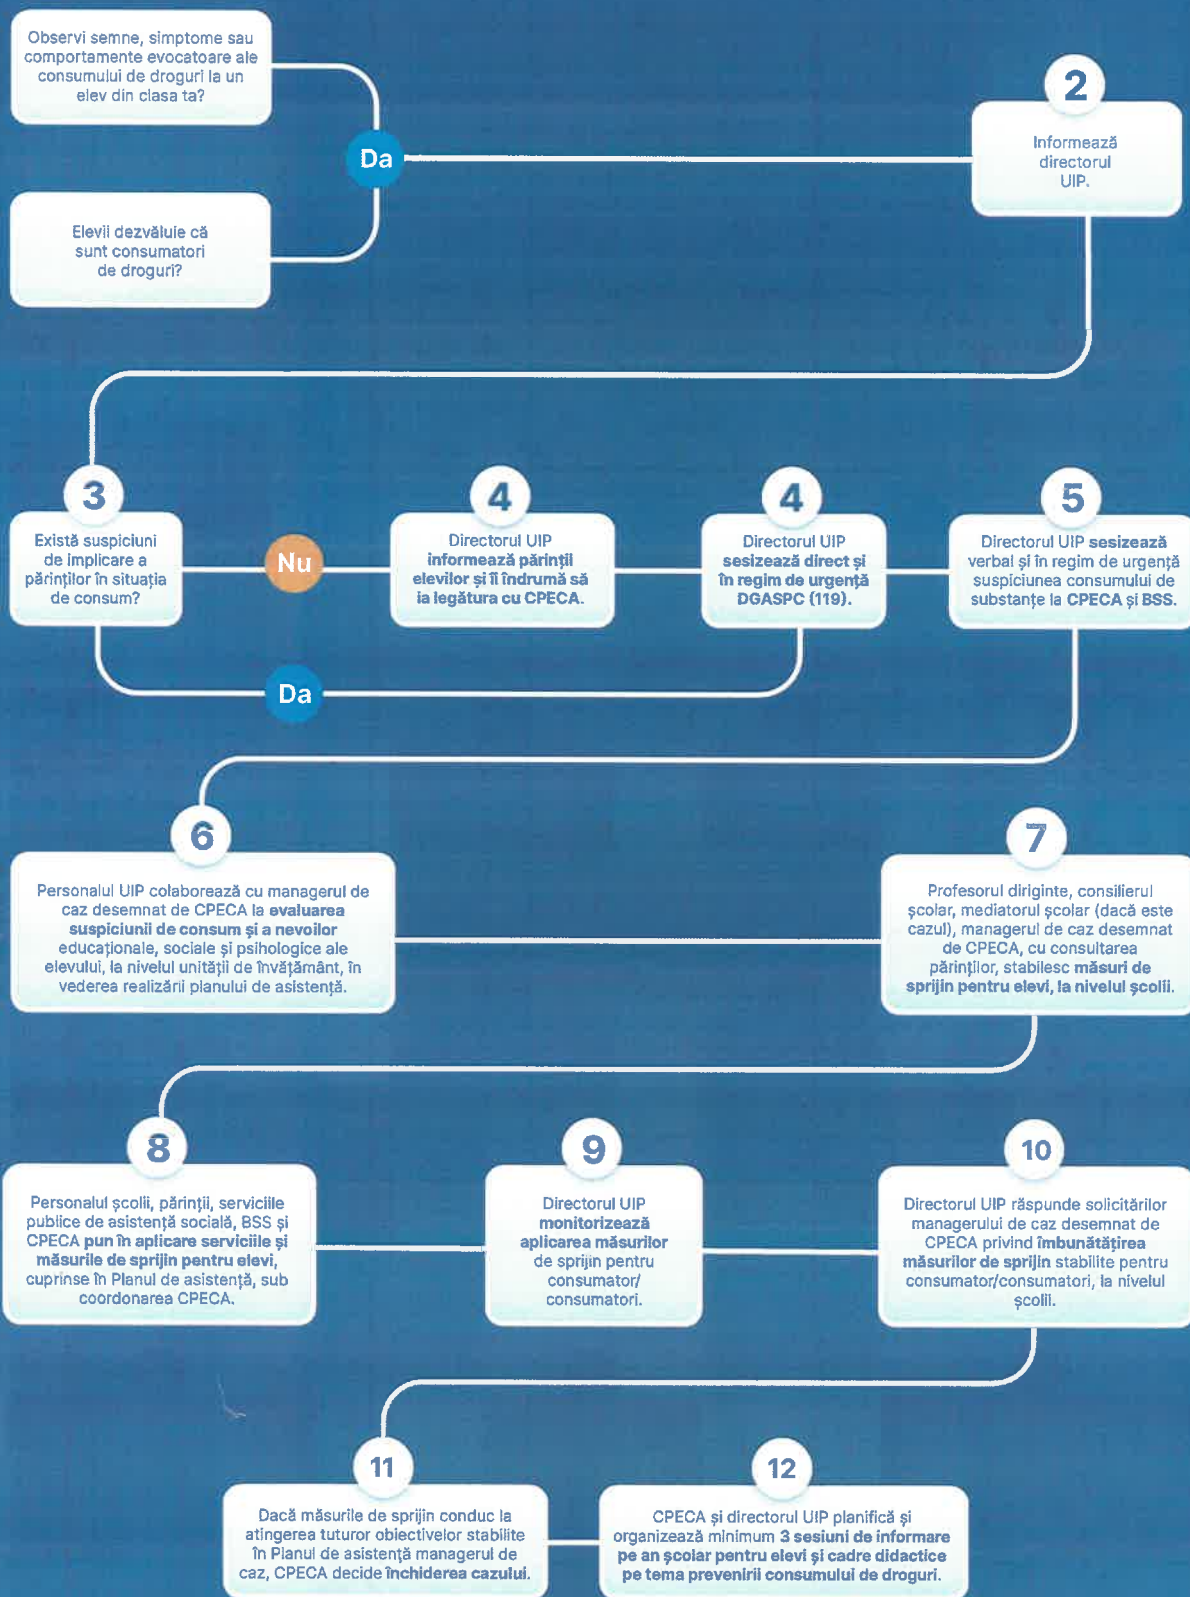 Observi semne, simptome sau
comportamente evocatoare ale
consumului de droguri la un
elev din clasa ta?
Da
Elevii dezvăluie că
sunt consumatori
de droguri?
2
Informează
directorul
UIP.
3
Există suspiciuni
de implicare a
părinților în situația
de consum?
Nu
Da
4
Directorul UIP
informează părinții
elevilor și îi îndrumă să
ia legătura cu CPECA.
4
Directorul UIP
sesizează direct și
în regim de urgență
DGASPC (119).
5
Directorul UIP sesizează
verbal și în regim de urgență
suspiciunea consumului de
substanțe la CPECA și BSS.
6
Personalul UIP colaborează cu managerul de
caz desemnat de CPECA la evaluarea
suspiciunii de consum și a nevoilor
educaționale, sociale și psihologice ale
elevului, la nivelul unității de învățământ, în
vederea realizării planului de asistență.
7
Profesorul diriginte, consilierul
școlar, mediatorul școlar (dacă este
cazul), managerul de caz desemnat
de CPECA, cu consultarea
părinților, stabilesc măsuri de
sprijin pentru elevi, la nivelul școlii.
8
Personalul școlii, părinții, serviciile
publice de asistență socială, BSS și
CPECA pun în aplicare serviciile și
măsurile de sprijin pentru elevi,
cuprinse în Planul de asistență, sub
coordonarea CPECA.
9
Directorul UIP
monitorizează
aplicarea măsurilor
de sprijin pentru
consumator/
consumatori.
10
Directorul UIP răspunde solicitărilor
managerului de caz desemnat de
CPECA privind îmbunătățirea
măsurilor de sprijin stabilite pentru
consumator/consumatori, la nivelul
școlii.
11
Dacă măsurile de sprijin conduc la
atingerea tuturor obiectivelor stabilite
în Planul de asistență managerul de
caz, CPECA decide închiderea cazului.
12
CPECA și directorul UIP planifică și
organizează minimum 3 sesiuni de informare
pe an școlar pentru elevi și cadre didactice
pe tema prevenirii consumului de droguri.